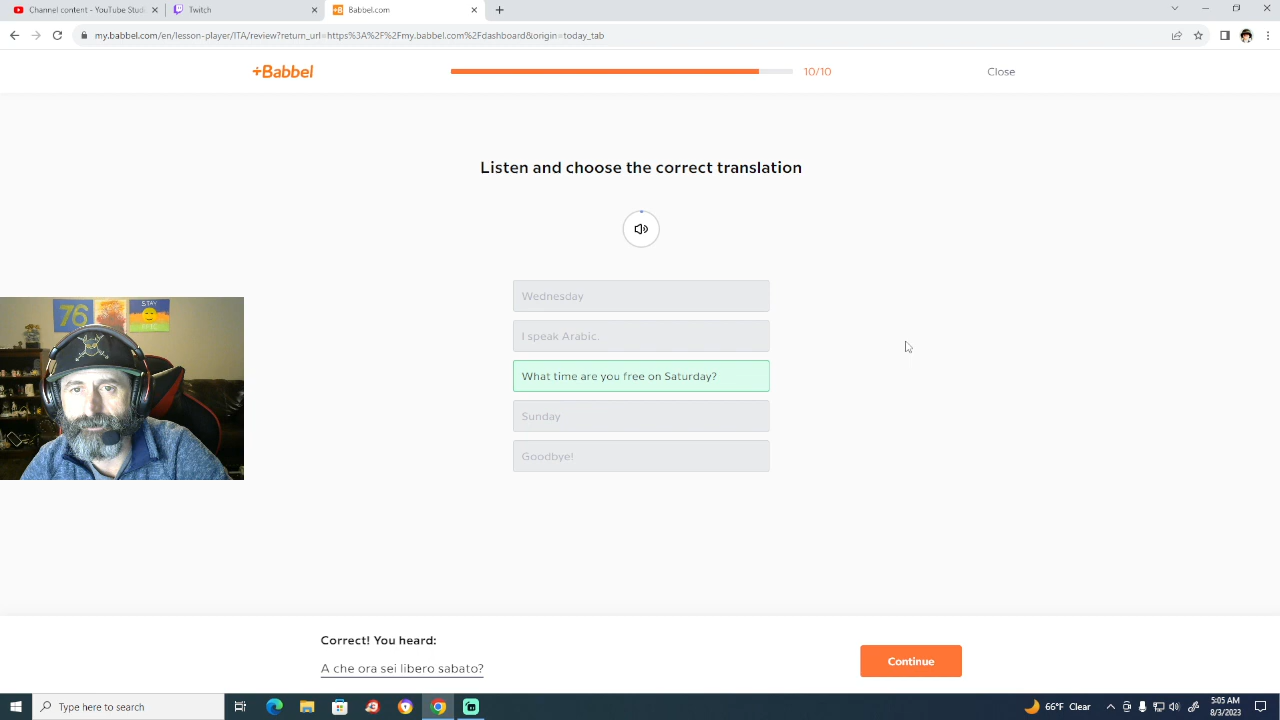 Channel content - YouTube Studi
Twitch
Babbel.com
my.babbel.com/en/lesson-player/ITA/review?return_url=https%3A%2F%2Fmy.babbel.com%2Fdashboard&origin=today_tab
+Babbel
10/10
Close
Listen and choose the correct translation
Wednesday
I speak Arabic.
What time are you free on Saturday?
Sunday
Goodbye!
76
STAY
Correct! You heard:
A che ora sei libero sabato?
Continue
Type here to search
66°F Clear
5:05 AM
8/3/2023